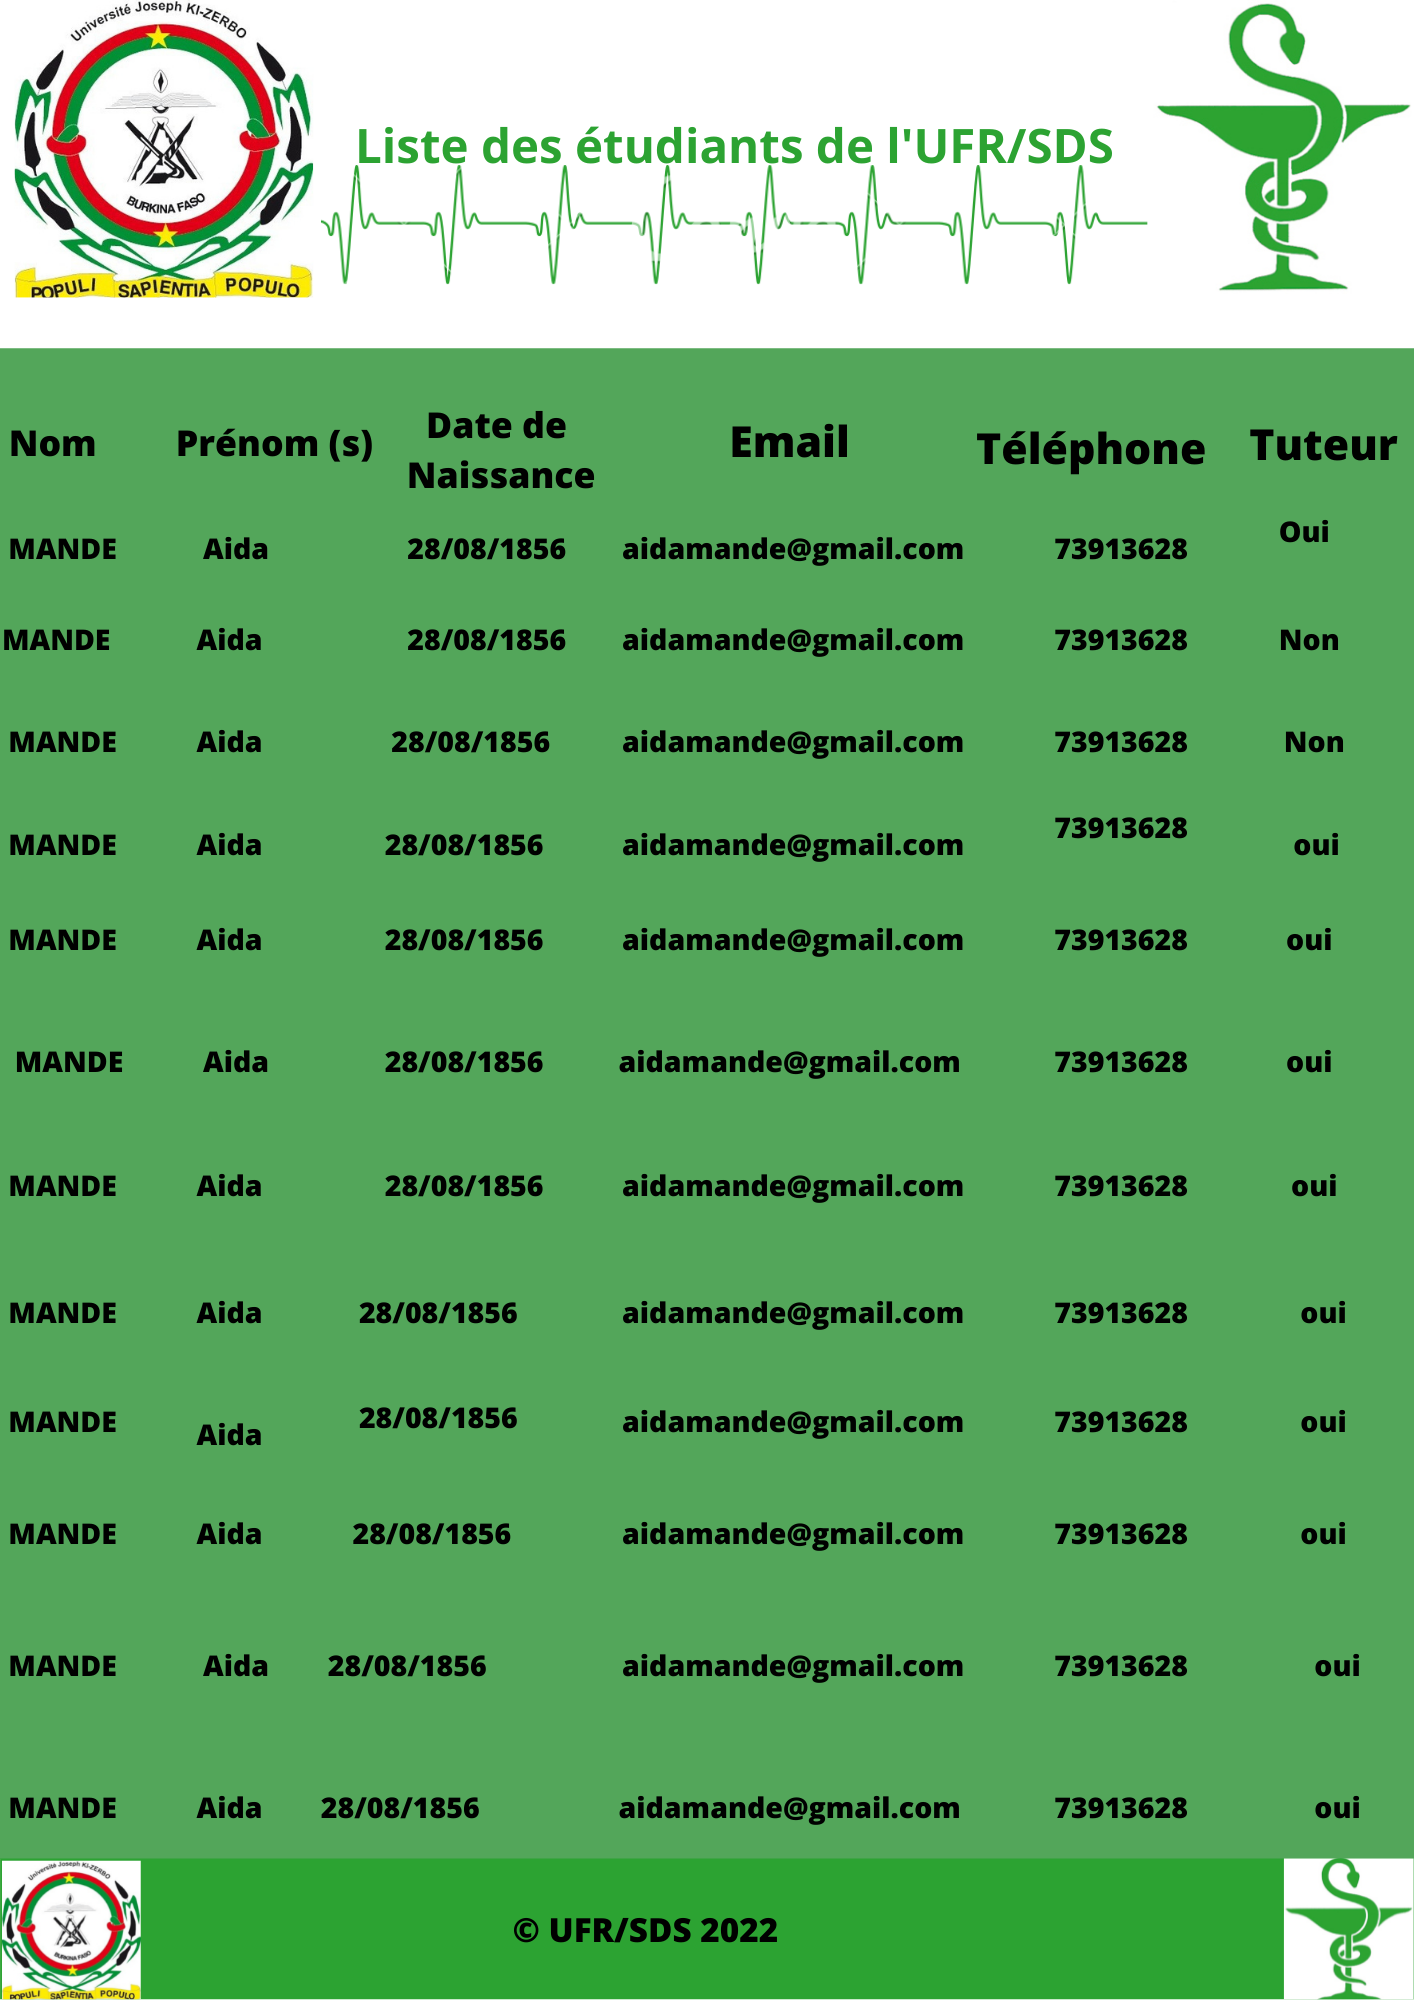 Université Joseph KI-ZERBO
BURKINA FASO
POPULI SAPIENTIA POPULO
Liste des étudiants de l'UFR/SDS
Nom Prénom (s) Date de Naissance Email Téléphone Tuteur
MANDE Aida 28/08/1856 aidamande@gmail.com 73913628 Oui
MANDE Aida 28/08/1856 aidamande@gmail.com 73913628 Non
MANDE Aida 28/08/1856 aidamande@gmail.com 73913628 Non
MANDE Aida 28/08/1856 aidamande@gmail.com 73913628 oui
MANDE Aida 28/08/1856 aidamande@gmail.com 73913628 oui
MANDE Aida 28/08/1856 aidamande@gmail.com 73913628 oui
MANDE Aida 28/08/1856 aidamande@gmail.com 73913628 oui
MANDE Aida 28/08/1856 aidamande@gmail.com 73913628 oui
MANDE Aida 28/08/1856 aidamande@gmail.com 73913628 oui
MANDE Aida 28/08/1856 aidamande@gmail.com 73913628 oui
MANDE Aida 28/08/1856 aidamande@gmail.com 73913628 oui
MANDE Aida 28/08/1856 aidamande@gmail.com 73913628 oui
Université Joseph KI-ZERBO
BURKINA FASO
POPULI SAPIENTIA POPULO
© UFR/SDS 2022